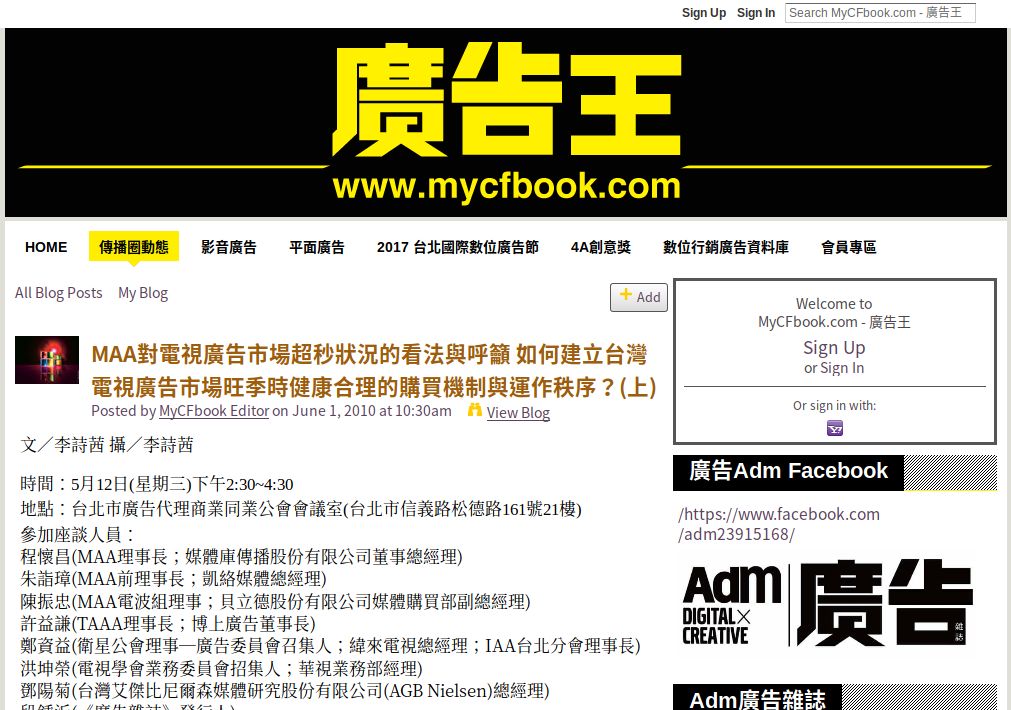 Sign Up Sign In Search MyCFbook.com - 廣告王
廣告王
www.mycfbook.com
HOME 傳播圈動態 影音廣告 平面廣告 2017 台北國際數位廣告節 4A創意獎 數位行銷廣告資料庫 會員專區
All Blog Posts My Blog
Add
MAA對電視廣告市場超秒狀況的看法與呼籲 如何建立台灣
電視廣告市場旺季時健康合理的購買機制與運作秩序？(上)
Posted by MyCFbook Editor on June 1, 2010 at 10:30am View Blog
文／李詩茜 攝／李詩茜
時間：5月12日(星期三)下午2:30~4:30
地點：台北市廣告代理商業同業公會會議室(台北市信義路松德路161號21樓)
參加座談人員：
程懷昌(MAA理事長；媒體庫傳播股份有限公司董事總經理)
朱詣璋(MAA前理事長；凱絡媒體總經理)
陳振忠(MAA電波組理事；貝立德股份有限公司媒體購買部副總經理)
許益謙(TAAA理事長；博上廣告董事長)
鄭資益(衛星公會理事─廣告委員會召集人；緯來電視總經理；IAA台北分會理事長)
洪坤榮(電視學會業務委員會招集人；華視業務部經理)
鄧陽菊(台灣艾傑比尼爾森媒體研究股份有限公司(AGB Nielsen)總經理)
Welcome to
MyCFbook.com - 廣告王
Sign Up
or Sign In
Or sign in with:
廣告Adm Facebook
/https://www.facebook.com
/adm23915168/
Adm
DIGITAL×
CREATIVE
廣告
雜誌
Adm廣告雜誌